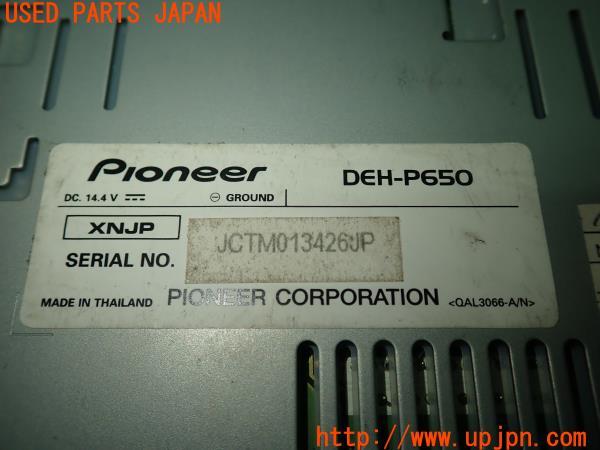 USED PARTS JAPAN
Pioneer
DEH-P650
DC. 14.4 V ⎓ ⊖ GROUND
XNJP
SERIAL NO.
JCTM013426JP
MADE IN THAILAND
PIONEER CORPORATION
<QAL3066-A/N>
http://www.upjpn.com/